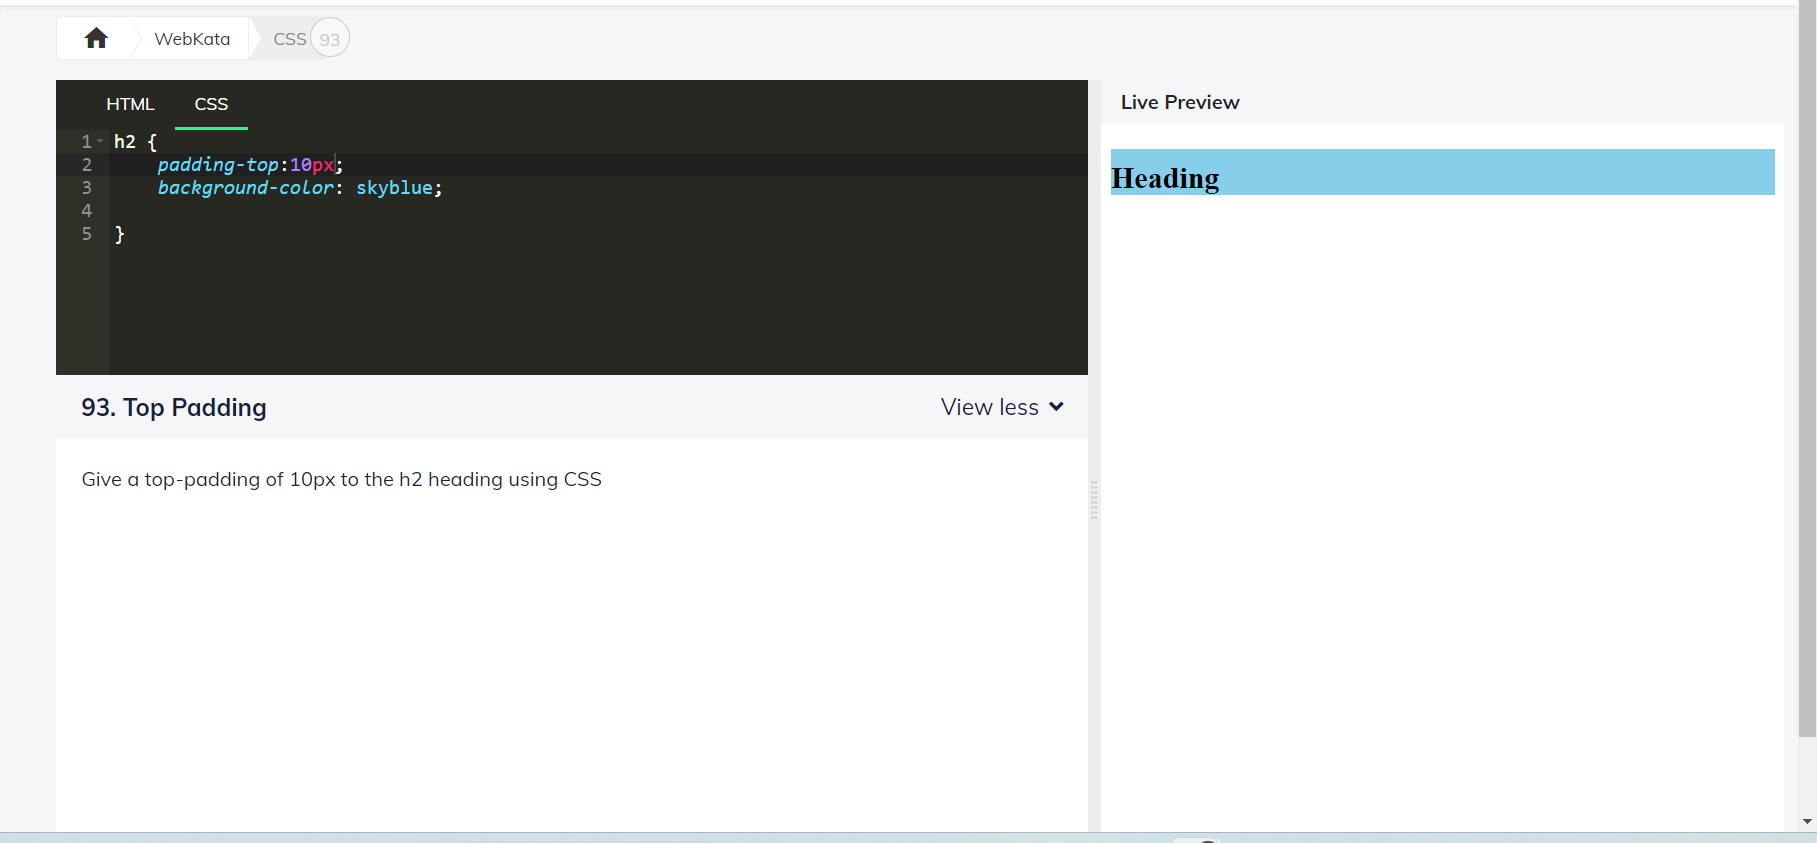 WebKata
CSS 93
HTML CSS
1 h2 {
2 padding-top:10px;
3 background-color: skyblue;
4
5 }
93. Top Padding
View less
Give a top-padding of 10px to the h2 heading using CSS
Live Preview
Heading